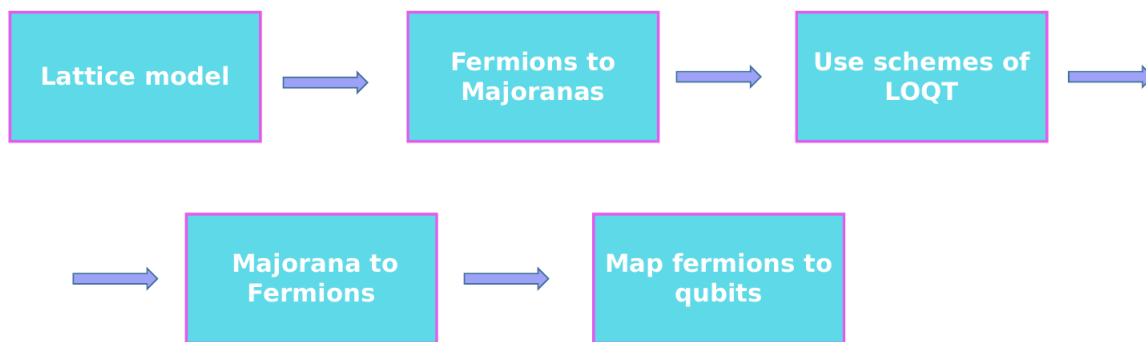 Lattice model
Fermions to
Majoranas
Use schemes of
LOQT
Majorana to
Fermions
Map fermions to
qubits